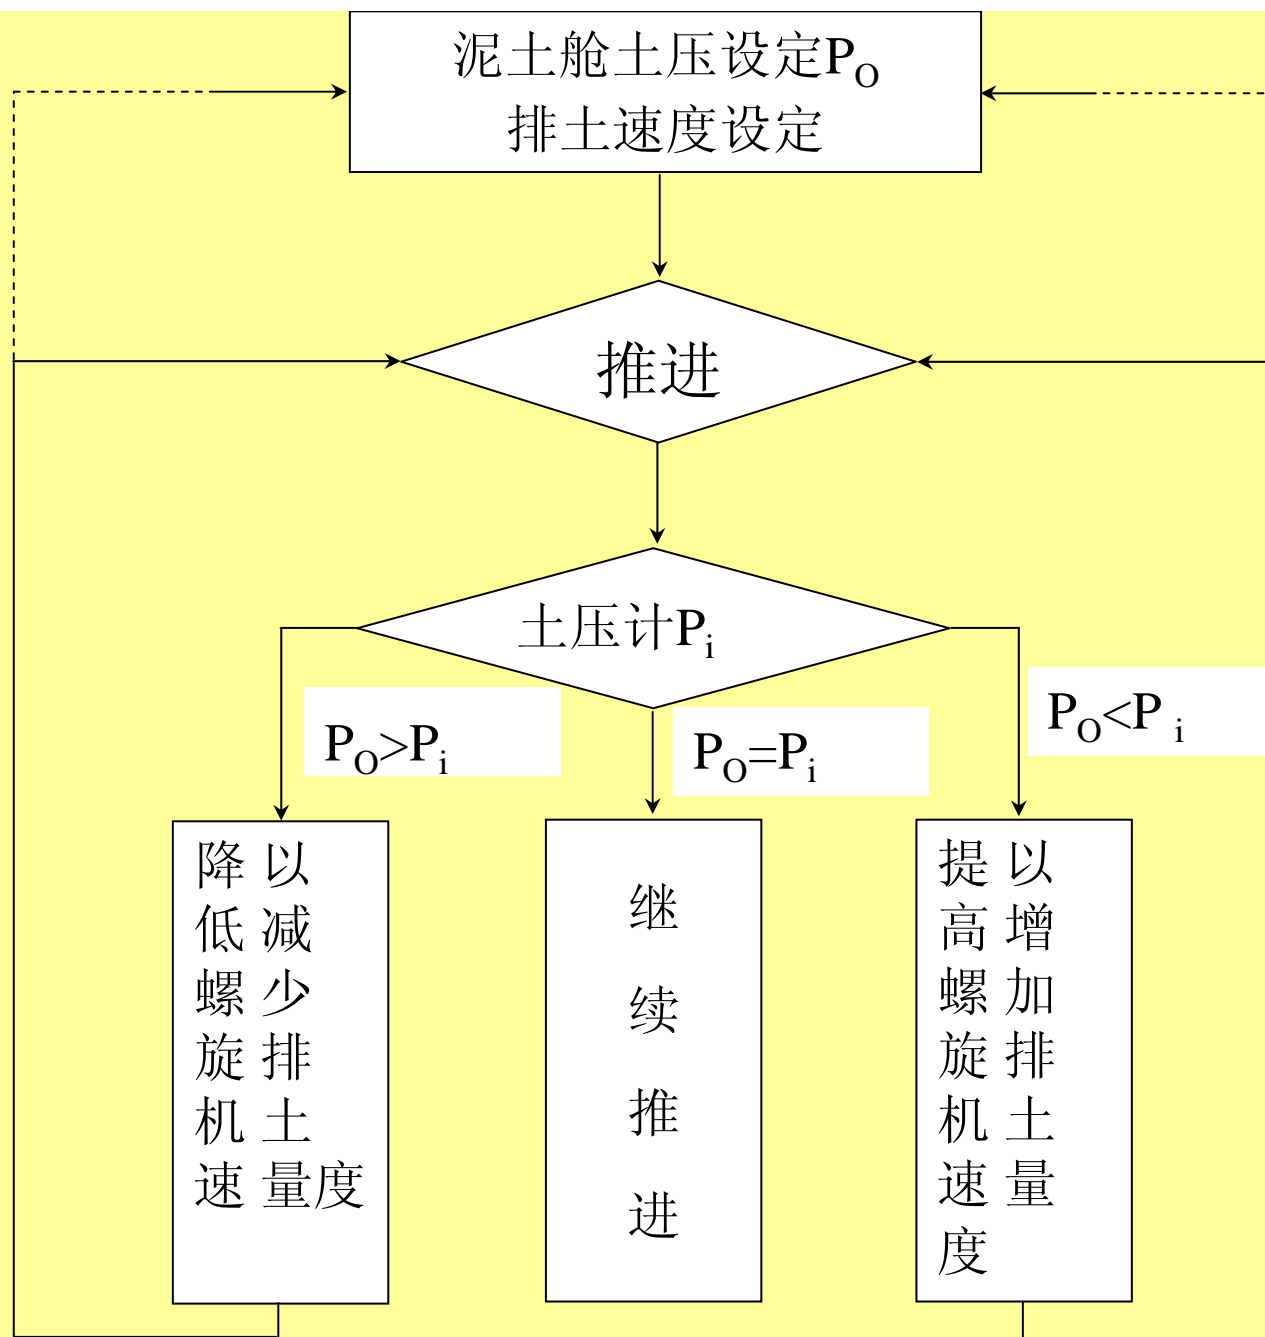 泥土舱土压设定PO
排土速度设定
推进
土压计Pi
PO>Pi
PO=Pi
PO<P i
降 以
低 减
螺 少
旋 排
机 土
速 量度
继
续
推
进
提 以
高 增
螺 加
旋 排
机 土
速 量
度